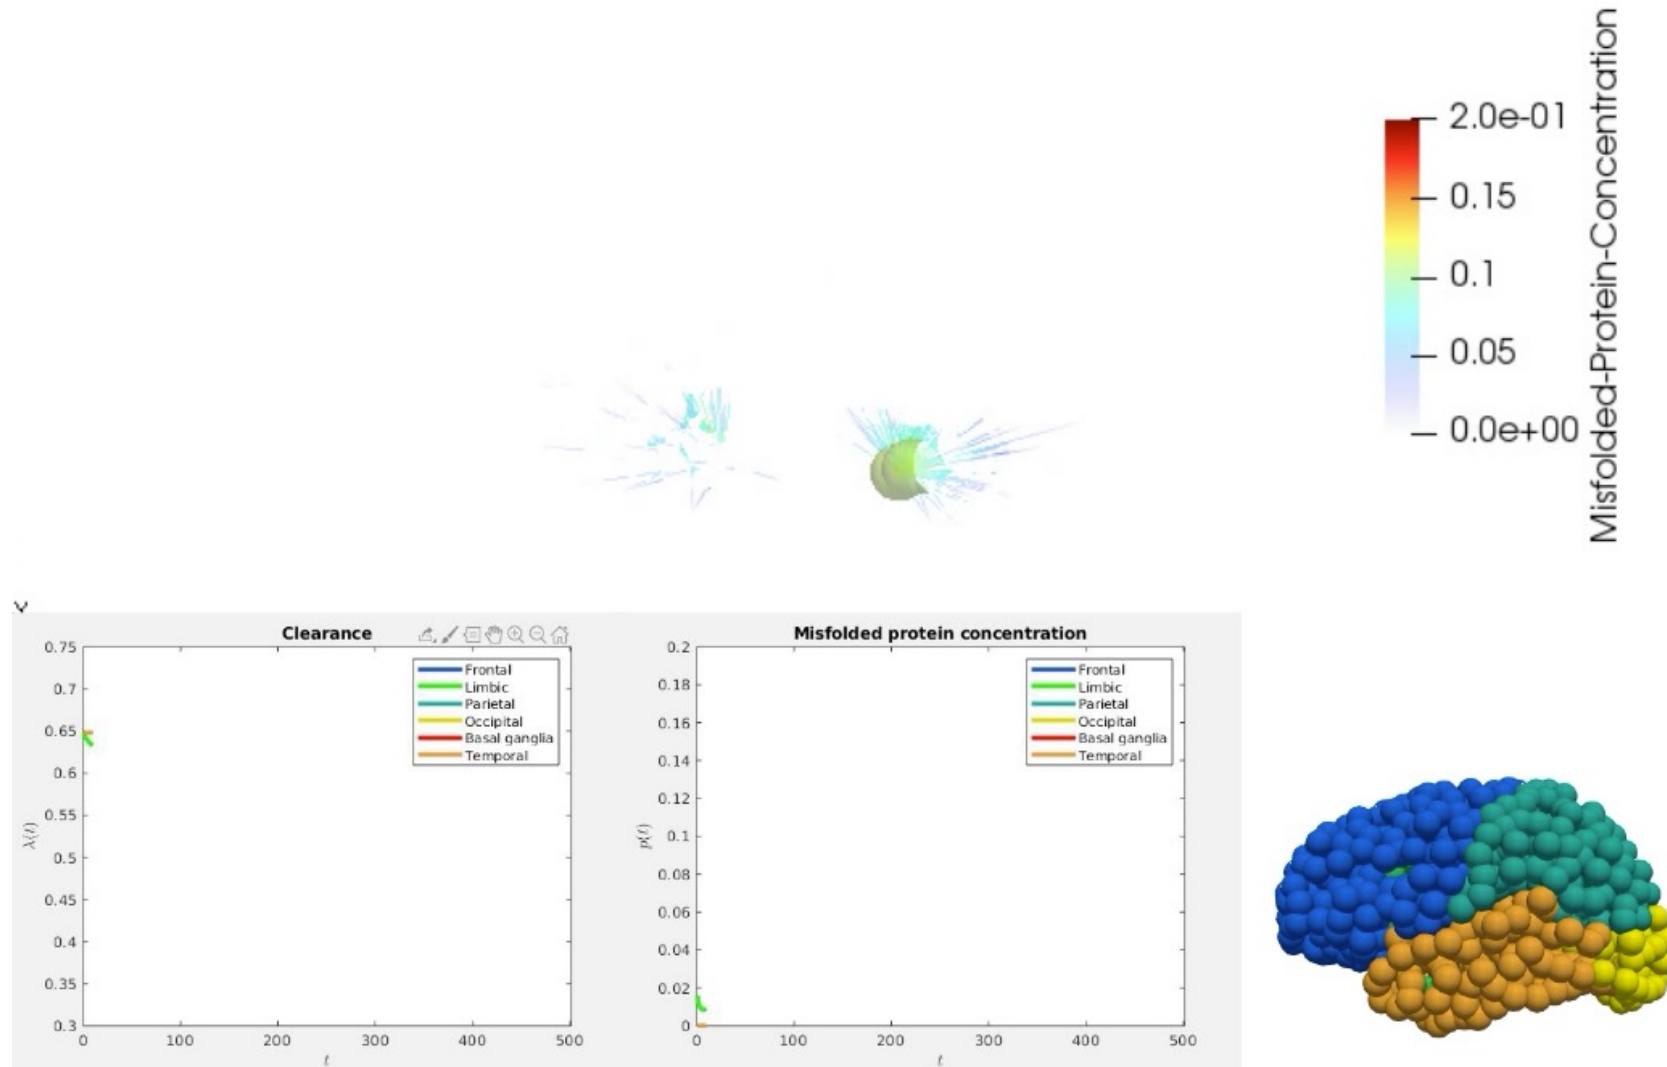 2.0e-01
0.15
0.1
0.05
0.0e+00
Misfolded-Protein-Concentration
Clearance
0.75
0.7
0.65
0.6
0.55
0.5
0.45
0.4
0.35
0.3
λ(t)
0 100 200 300 400 500
t
Frontal
Limbic
Parietal
Occipital
Basal ganglia
Temporal
Misfolded protein concentration
0.2
0.18
0.16
0.14
0.12
0.1
0.08
0.06
0.04
0.02
0
p(t)
0 100 200 300 400 500
t
Frontal
Limbic
Parietal
Occipital
Basal ganglia
Temporal